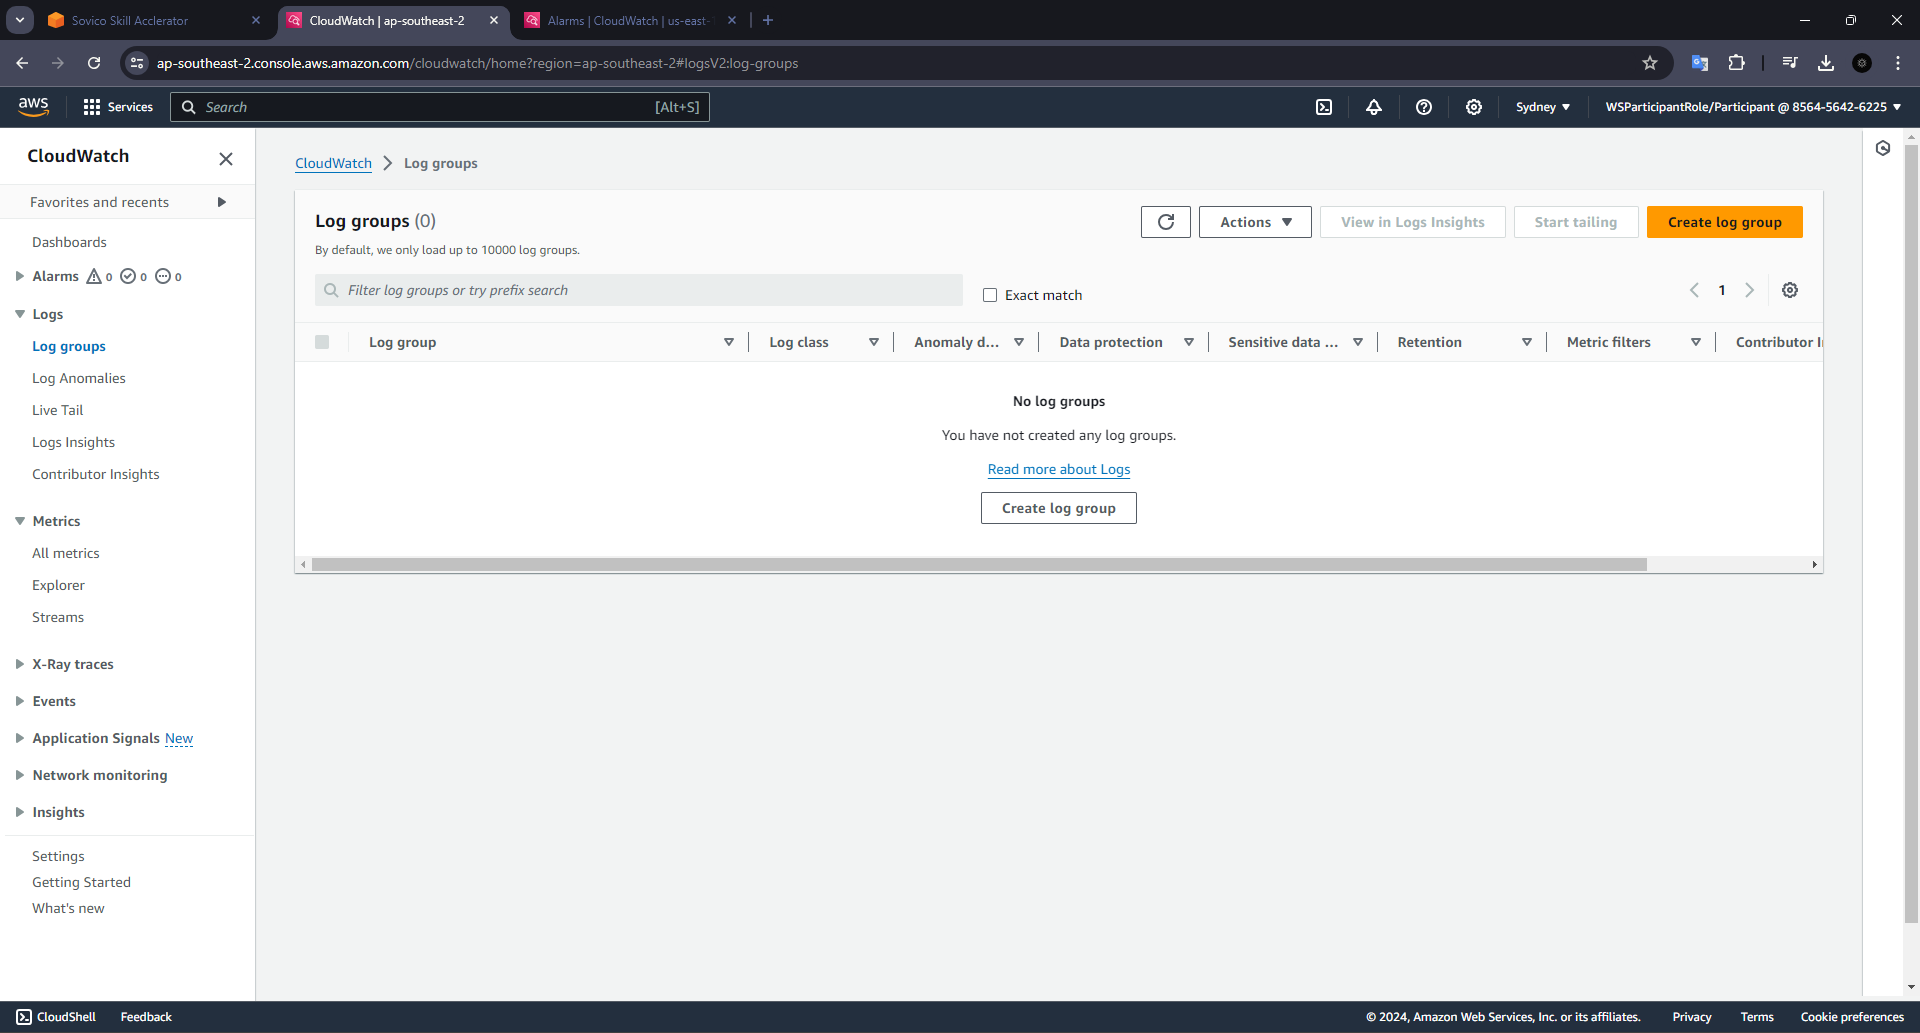 Sovico Skill Acclerator
CloudWatch | ap-southeast-2
Alarms | CloudWatch | us-east-
ap-southeast-2.console.aws.amazon.com/cloudwatch/home?region=ap-southeast-2#logsV2:log-groups
aws
Services
Search
[Alt+S]
Sydney
WSParticipantRole/Participant @ 8564-5642-6225
CloudWatch
Favorites and recents
Dashboards
Alarms 0 0 0
Logs
Log groups
Log Anomalies
Live Tail
Logs Insights
Contributor Insights
Metrics
All metrics
Explorer
Streams
X-Ray traces
Events
Application Signals New
Network monitoring
Insights
Settings
Getting Started
What's new
CloudWatch > Log groups
Log groups (0)
By default, we only load up to 10000 log groups.
Actions
View in Logs Insights
Start tailing
Create log group
Filter log groups or try prefix search
Exact match
1
Log group
Log class
Anomaly d...
Data protection
Sensitive data ...
Retention
Metric filters
Contributor I
No log groups
You have not created any log groups.
Read more about Logs
Create log group
CloudShell
Feedback
© 2024, Amazon Web Services, Inc. or its affiliates.
Privacy
Terms
Cookie preferences